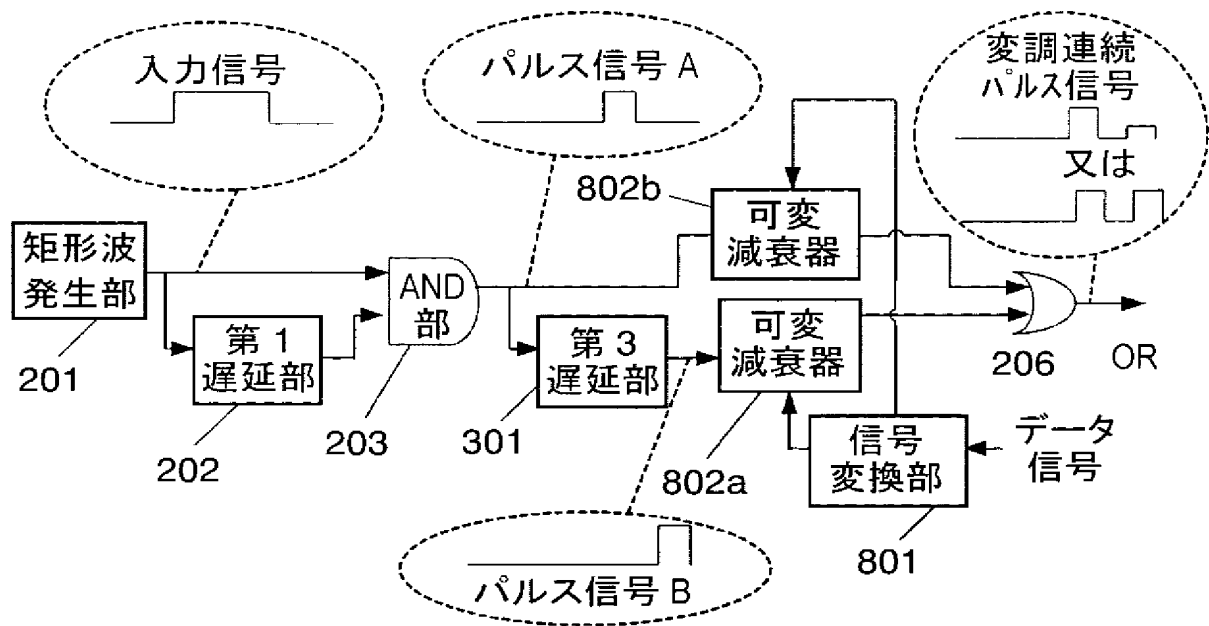 入力信号
パルス信号 A
変調連続
パルス信号
又は
802b
可変
減衰器
矩形波
発生部
201
AND
部
203
第1
遅延部
202
第3
遅延部
301
可変
減衰器
802a
206
OR
信号
変換部
801
データ
信号
パルス信号 B